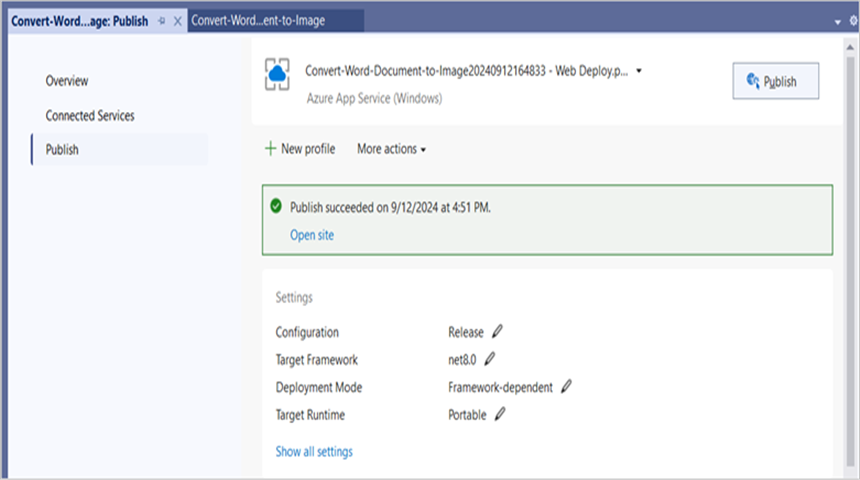 Convert-Word...age: Publish
Convert-Word...ent-to-Image
Overview
Connected Services
Publish
Convert-Word-Document-to-Image20240912164833 - Web Deploy.p...
Azure App Service (Windows)
Publish
New profile
More actions
Publish succeeded on 9/12/2024 at 4:51 PM.
Open site
Settings
Configuration Release
Target Framework net8.0
Deployment Mode Framework-dependent
Target Runtime Portable
Show all settings